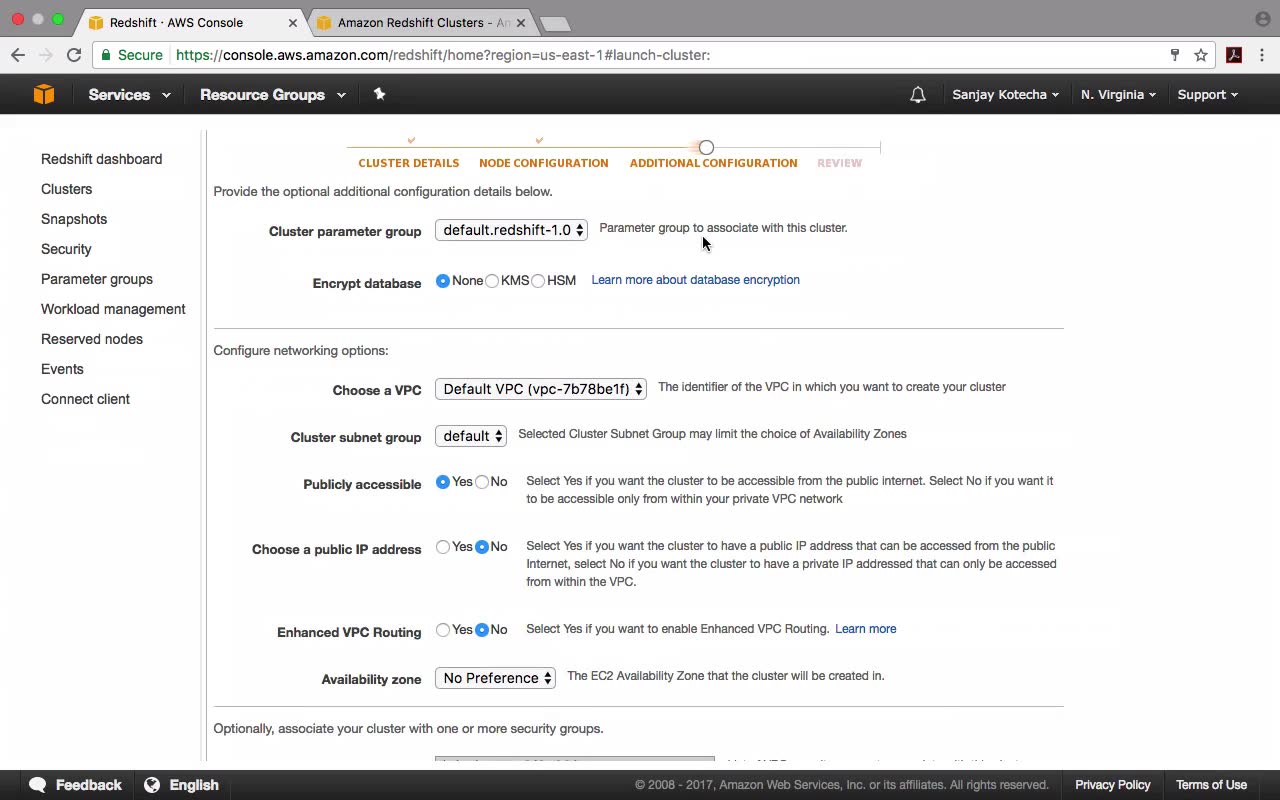 Redshift · AWS Console
Amazon Redshift Clusters - Am
Secure https://console.aws.amazon.com/redshift/home?region=us-east-1#launch-cluster:
Services Resource Groups Sanjay Kotecha N. Virginia Support
Redshift dashboard
Clusters
Snapshots
Security
Parameter groups
Workload management
Reserved nodes
Events
Connect client
CLUSTER DETAILS NODE CONFIGURATION ADDITIONAL CONFIGURATION REVIEW
Provide the optional additional configuration details below.
Cluster parameter group default.redshift-1.0 Parameter group to associate with this cluster.
Encrypt database None KMS HSM Learn more about database encryption
Configure networking options:
Choose a VPC Default VPC (vpc-7b78be1f) The identifier of the VPC in which you want to create your cluster
Cluster subnet group default Selected Cluster Subnet Group may limit the choice of Availability Zones
Publicly accessible Yes No Select Yes if you want the cluster to be accessible from the public internet. Select No if you want it
to be accessible only from within your private VPC network
Choose a public IP address Yes No Select Yes if you want the cluster to have a public IP address that can be accessed from the public
Internet, select No if you want the cluster to have a private IP addressed that can only be accessed
from within the VPC.
Enhanced VPC Routing Yes No Select Yes if you want to enable Enhanced VPC Routing. Learn more
Availability zone No Preference The EC2 Availability Zone that the cluster will be created in.
Optionally, associate your cluster with one or more security groups.
Feedback English © 2008 - 2017, Amazon Web Services, Inc. or its affiliates. All rights reserved. Privacy Policy Terms of Use